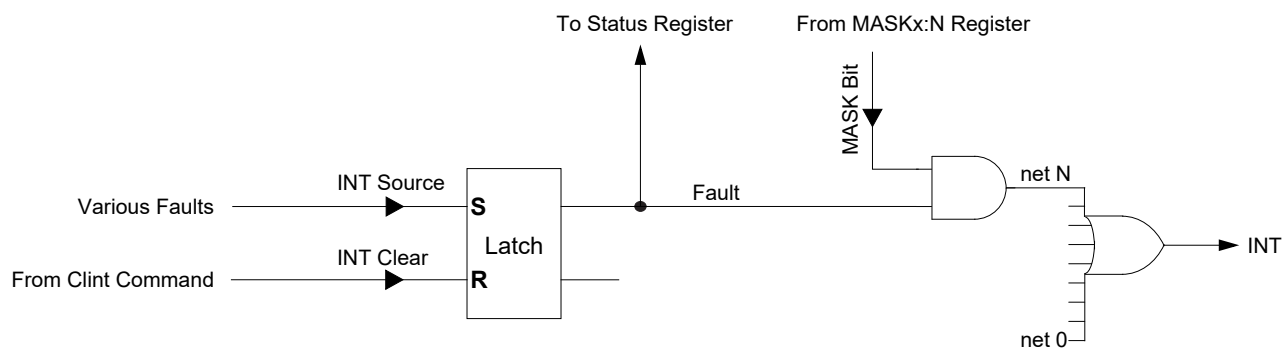 To Status Register
From MASKx:N Register
MASK Bit
INT Source
Various Faults
S
Fault
net N
Latch
INT
INT Clear
From Clint Command
R
net 0